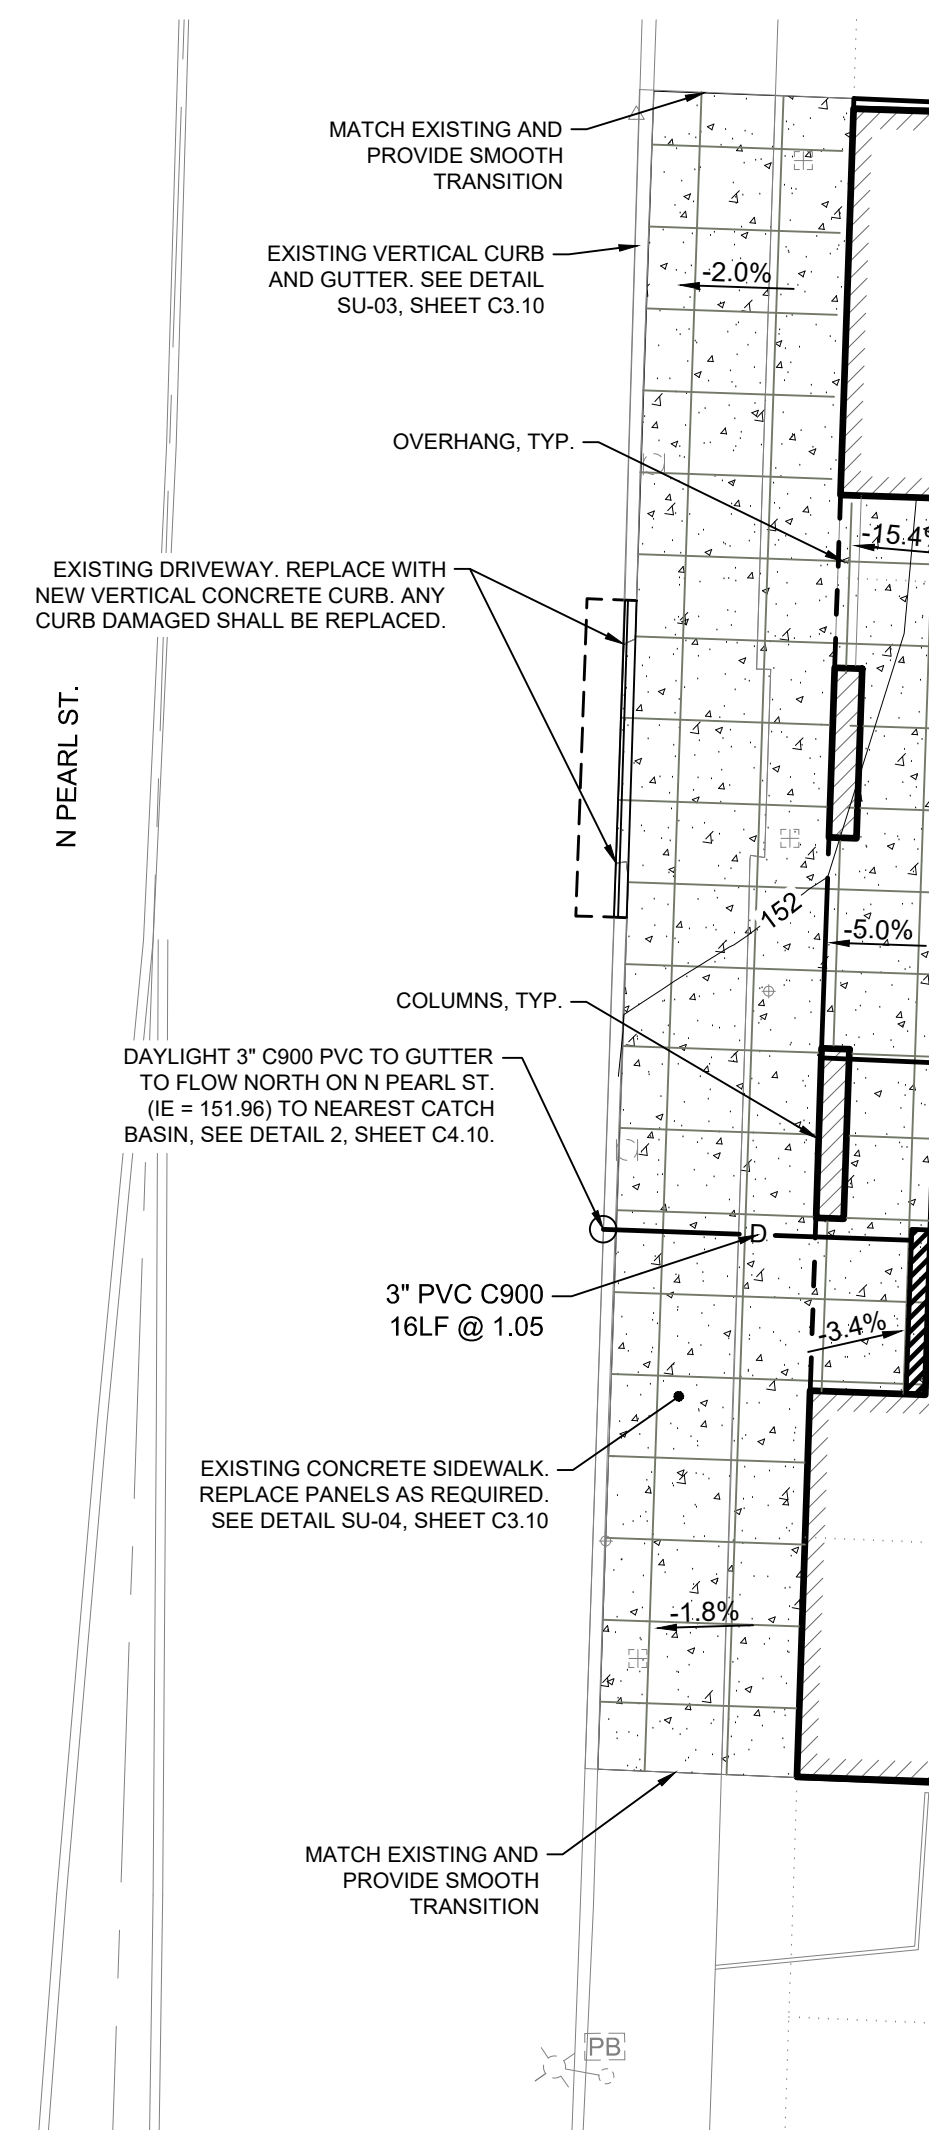 MATCH EXISTING AND
PROVIDE SMOOTH
TRANSITION
EXISTING VERTICAL CURB
AND GUTTER. SEE DETAIL
SU-03, SHEET C3.10
-2.0%
OVERHANG, TYP.
-15.4%
EXISTING DRIVEWAY. REPLACE WITH
NEW VERTICAL CONCRETE CURB. ANY
CURB DAMAGED SHALL BE REPLACED.
N PEARL ST.
152
-5.0%
COLUMNS, TYP.
DAYLIGHT 3" C900 PVC TO GUTTER
TO FLOW NORTH ON N PEARL ST.
(IE = 151.96) TO NEAREST CATCH
BASIN, SEE DETAIL 2, SHEET C4.10.
D
3" PVC C900
16LF @ 1.05
-3.4%
EXISTING CONCRETE SIDEWALK.
REPLACE PANELS AS REQUIRED.
SEE DETAIL SU-04, SHEET C3.10
-1.8%
MATCH EXISTING AND
PROVIDE SMOOTH
TRANSITION
PB